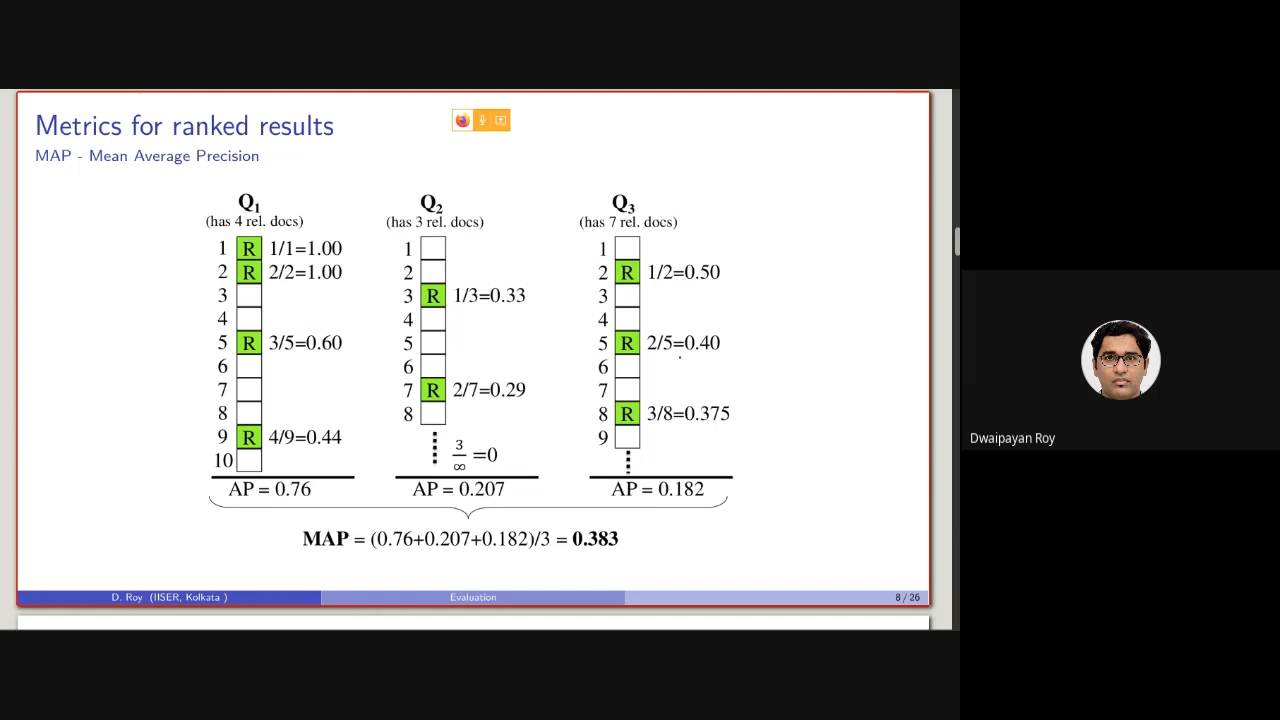 Metrics for ranked results
MAP - Mean Average Precision
Q1 Q2 Q3
(has 4 rel. docs) (has 3 rel. docs) (has 7 rel. docs)
1 R 1/1=1.00 1 1
2 R 2/2=1.00 2 2 R 1/2=0.50
3 3 R 1/3=0.33 3
4 4 4
5 R 3/5=0.60 5 5 R 2/5=0.40
6 6 6
7 7 R 2/7=0.29 7
8 8 8 R 3/8=0.375
9 R 4/9=0.44 9
10 3/∞ =0
AP = 0.76 AP = 0.207 AP = 0.182
MAP = (0.76+0.207+0.182)/3 = 0.383
D. Roy (IISER, Kolkata ) Evaluation 8 / 26
Dwaipayan Roy